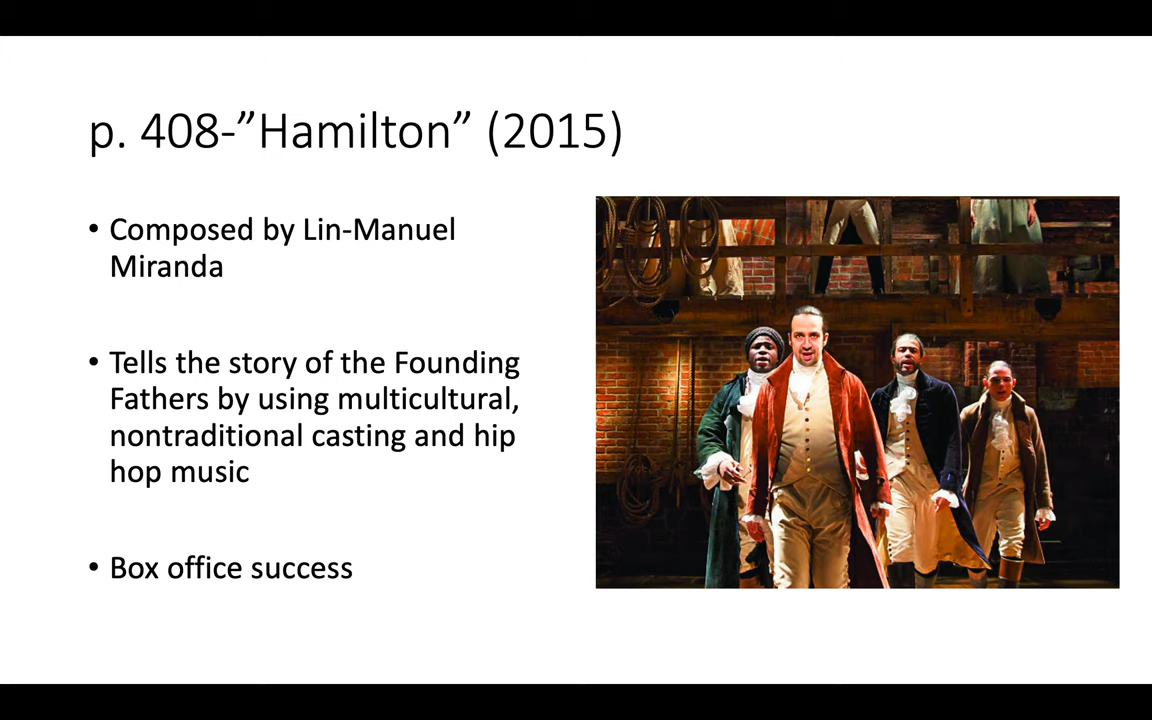 p. 408-”Hamilton” (2015)
• Composed by Lin-Manuel
Miranda
• Tells the story of the Founding
Fathers by using multicultural,
nontraditional casting and hip
hop music
• Box office success